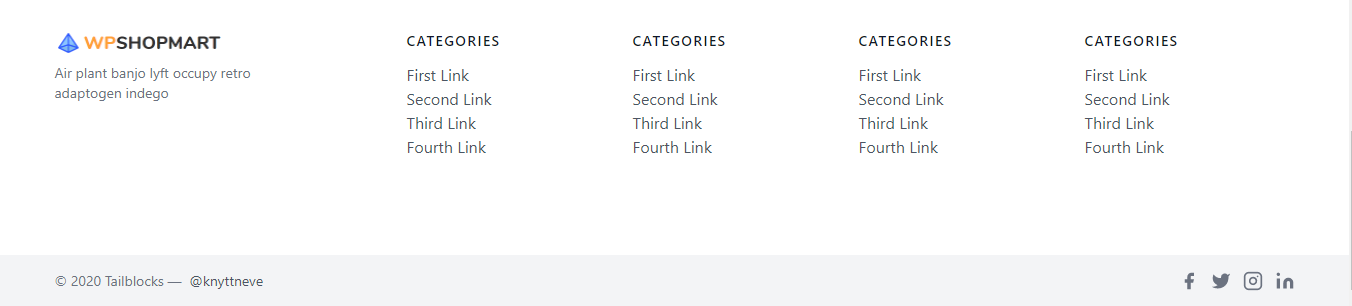 WPSHOPMART
Air plant banjo lyft occupy retro
adaptogen indego
CATEGORIES
First Link
Second Link
Third Link
Fourth Link
CATEGORIES
First Link
Second Link
Third Link
Fourth Link
CATEGORIES
First Link
Second Link
Third Link
Fourth Link
CATEGORIES
First Link
Second Link
Third Link
Fourth Link
© 2020 Tailblocks — @knyttneve